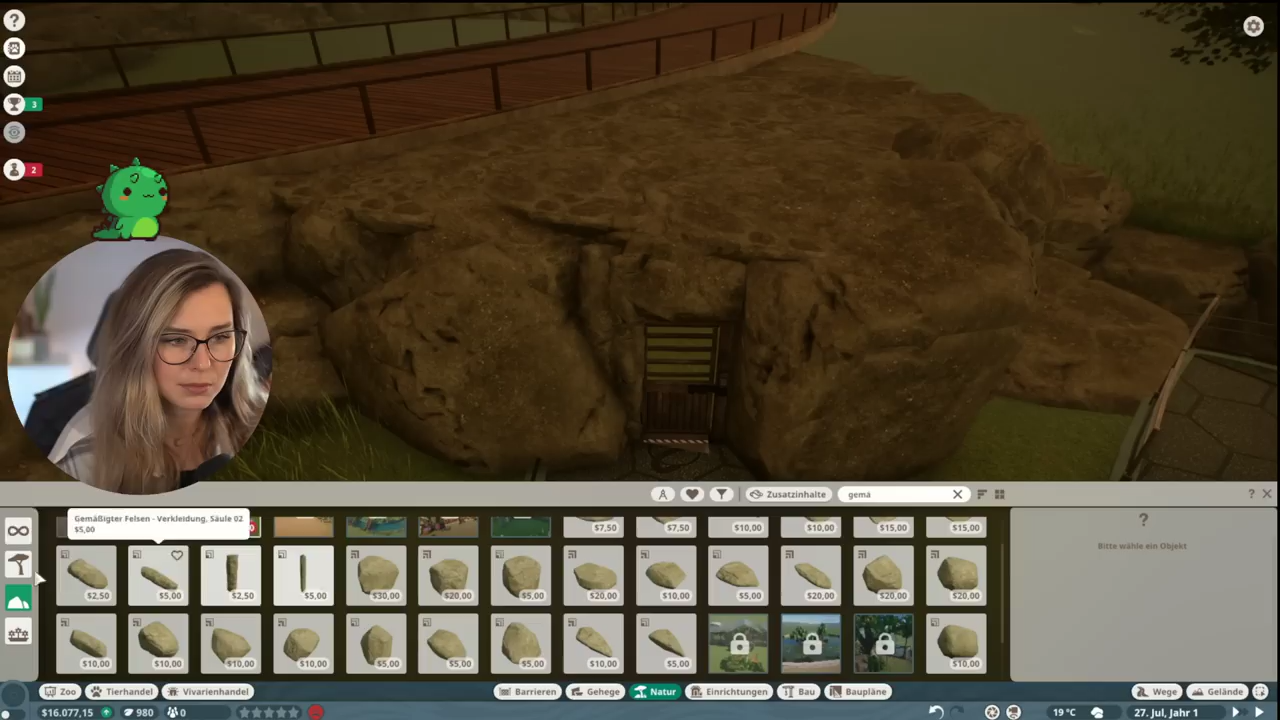 3
2
Zusatzinhalte
gemä
?
Gemäßigter Felsen - Verkleidung, Säule 02
$5,00
$7,50 $7,50 $10,00 $10,00 $15,00 $15,00
?
Bitte wähle ein Objekt
$2,50 $5,00 $2,50 $5,00 $30,00 $20,00 $5,00 $20,00 $10,00 $5,00 $20,00 $20,00 $20,00
$10,00 $10,00 $10,00 $10,00 $5,00 $5,00 $5,00 $10,00 $5,00 $10,00
Zoo Tierhandel Vivarienhandel Barrieren Gehege Natur Einrichtungen Bau Baupläne Wege Gelände
$16.077,15 980 0 19 °C 27. Jul, Jahr 1